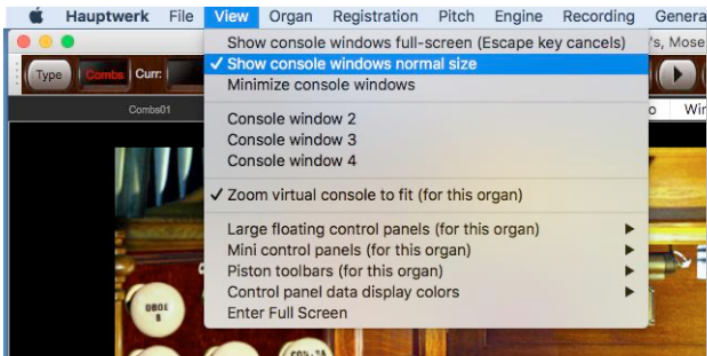 Hauptwerk File View Organ Registration Pitch Engine Recording Genera
Show console windows full-screen (Escape key cancels)
's, Mose
✓ Show console windows normal size
Type Combs Curr:
Minimize console windows
Combs01
o Wir
Console window 2
Console window 3
Console window 4
✓ Zoom virtual console to fit (for this organ)
Large floating control panels (for this organ)
Mini control panels (for this organ)
Piston toolbars (for this organ)
Control panel data display colors
Enter Full Screen
OBOE
8